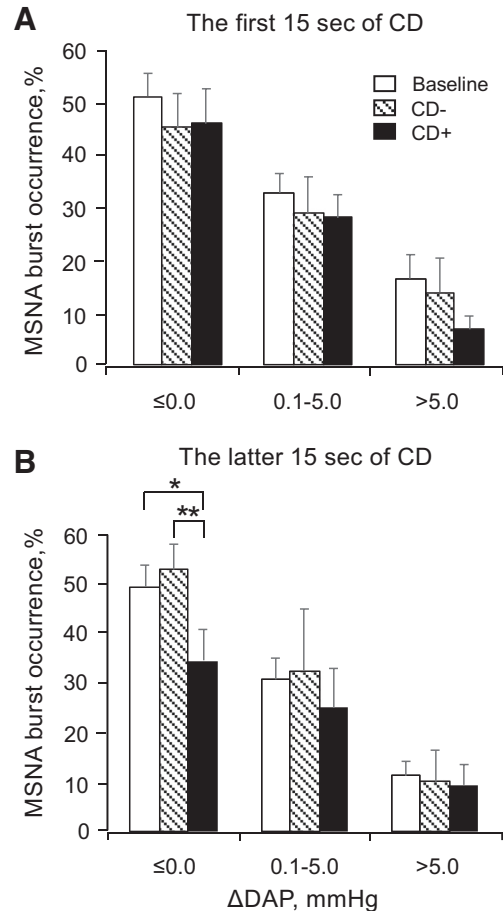 A
The first 15 sec of CD
MSNA burst occurrence,%
60
50
40
30
20
10
0
Baseline
CD-
CD+
≤0.0
0.1-5.0
>5.0
B
The latter 15 sec of CD
*
**
MSNA burst occurrence,%
60
50
40
30
20
10
0
≤0.0
0.1-5.0
>5.0
ΔDAP, mmHg